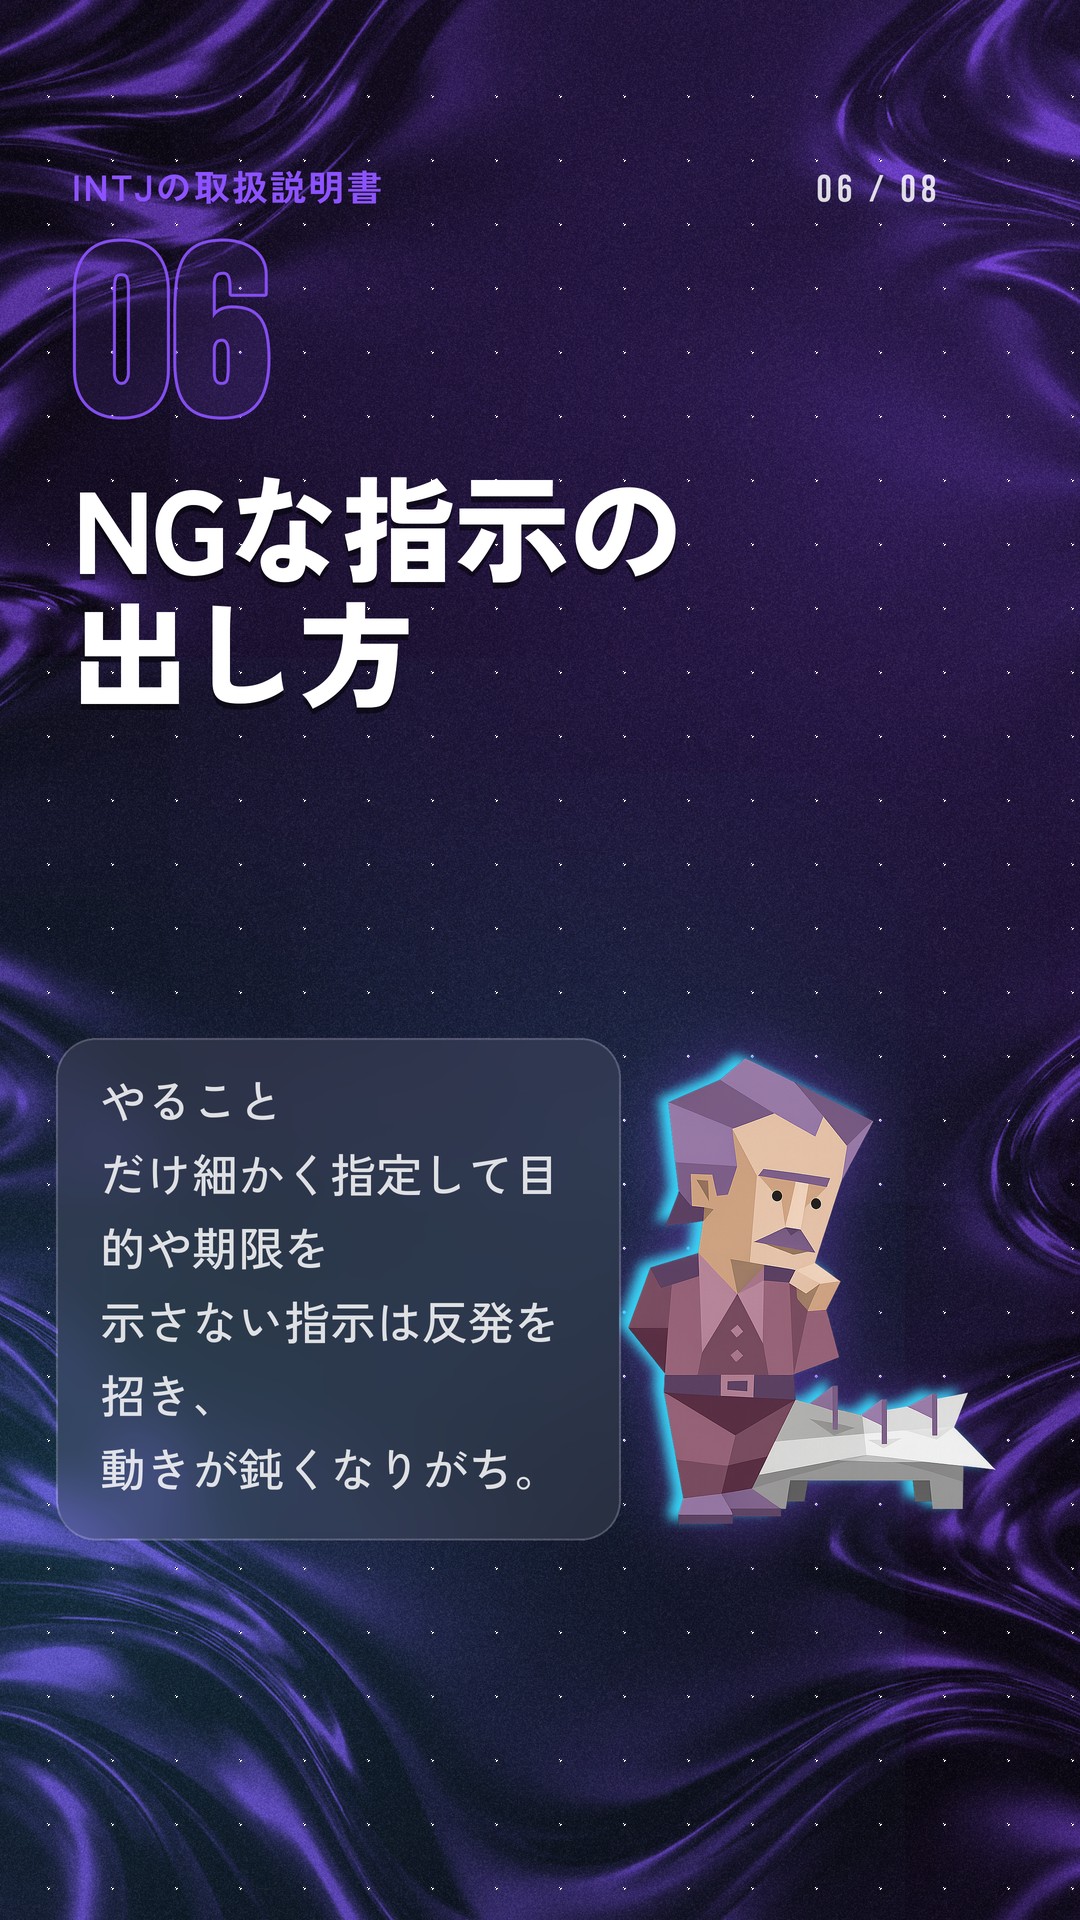 INTJの取扱説明書
06 / 08
06
NGな指示の
出し方
やること
だけ細かく指定して目
的や期限を
示さない指示は反発を
招き、
動きが鈍くなりがち。